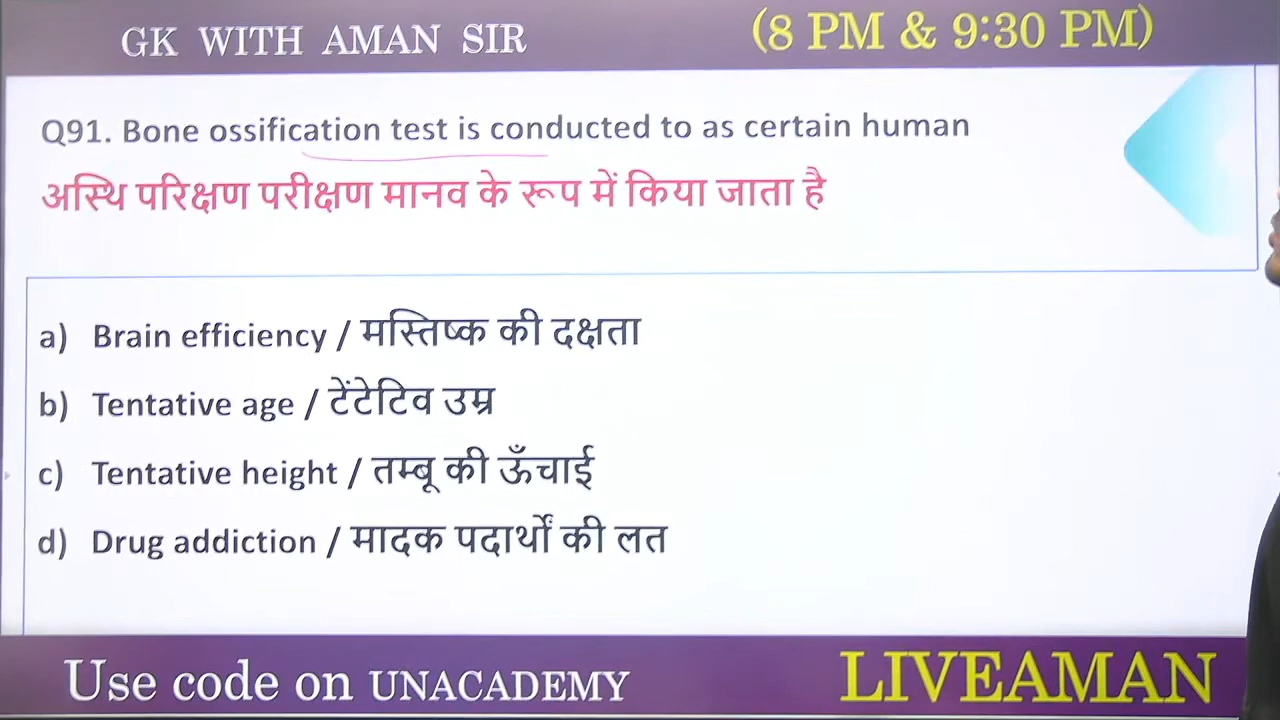 GK WITH AMAN SIR
(8 PM & 9:30 PM)
Q91. Bone ossification test is conducted to as certain human
अस्थि परिक्षण परीक्षण मानव के रूप में किया जाता है
a) Brain efficiency / मस्तिष्क की दक्षता
b) Tentative age / टेंटेटिव उम्र
c) Tentative height / तम्बू की ऊँचाई
d) Drug addiction / मादक पदार्थों की लत
Use code on UNACADEMY
LIVEAMAN